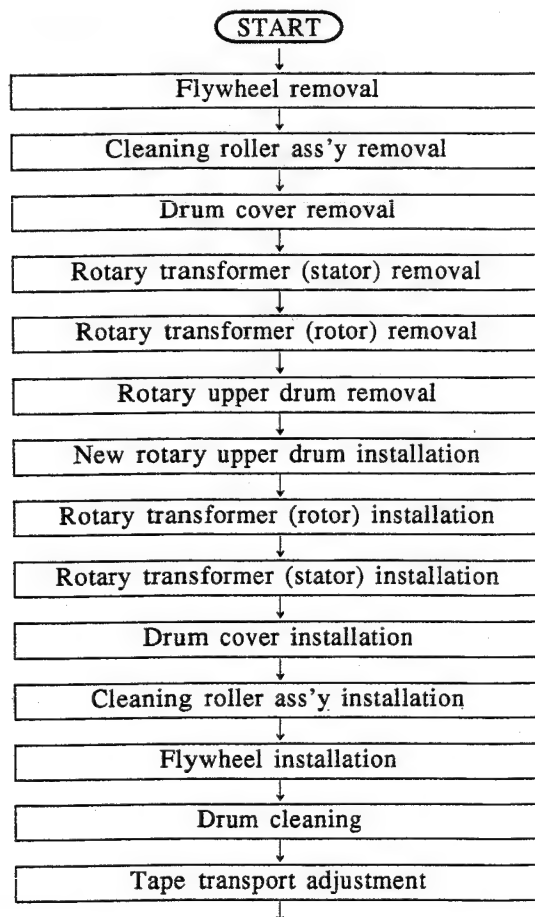 START
Flywheel removal
Cleaning roller ass'y removal
Drum cover removal
Rotary transformer (stator) removal
Rotary transformer (rotor) removal
Rotary upper drum removal
New rotary upper drum installation
Rotary transformer (rotor) installation
Rotary transformer (stator) installation
Drum cover installation
Cleaning roller ass'y installation
Flywheel installation
Drum cleaning
Tape transport adjustment